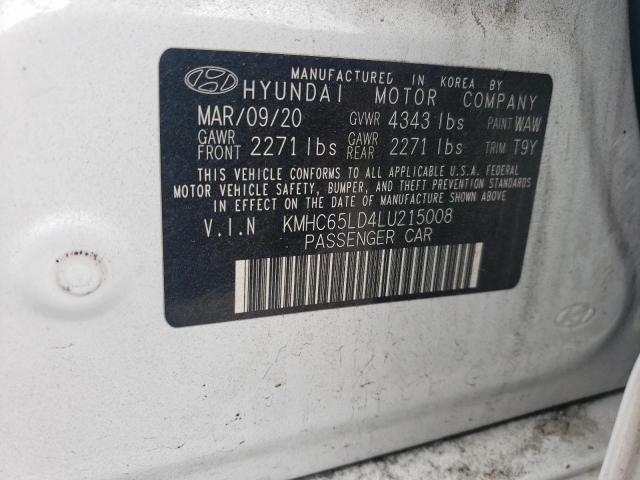 MANUFACTURED IN KOREA BY
HYUNDAI MOTOR COMPANY
MAR/09/20 GVWR 4343 lbs PAINT WAW
GAWR FRONT 2271 lbs GAWR REAR 2271 lbs TRIM T9Y
THIS VEHICLE CONFORMS TO ALL APPLICABLE U.S.A. FEDERAL
MOTOR VEHICLE SAFETY, BUMPER, AND THEFT PREVENTION STANDARDS
IN EFFECT ON THE DATE OF MANUFACTURE SHOWN ABOVE
V.I.N KMHC65LD4LU215008
PASSENGER CAR